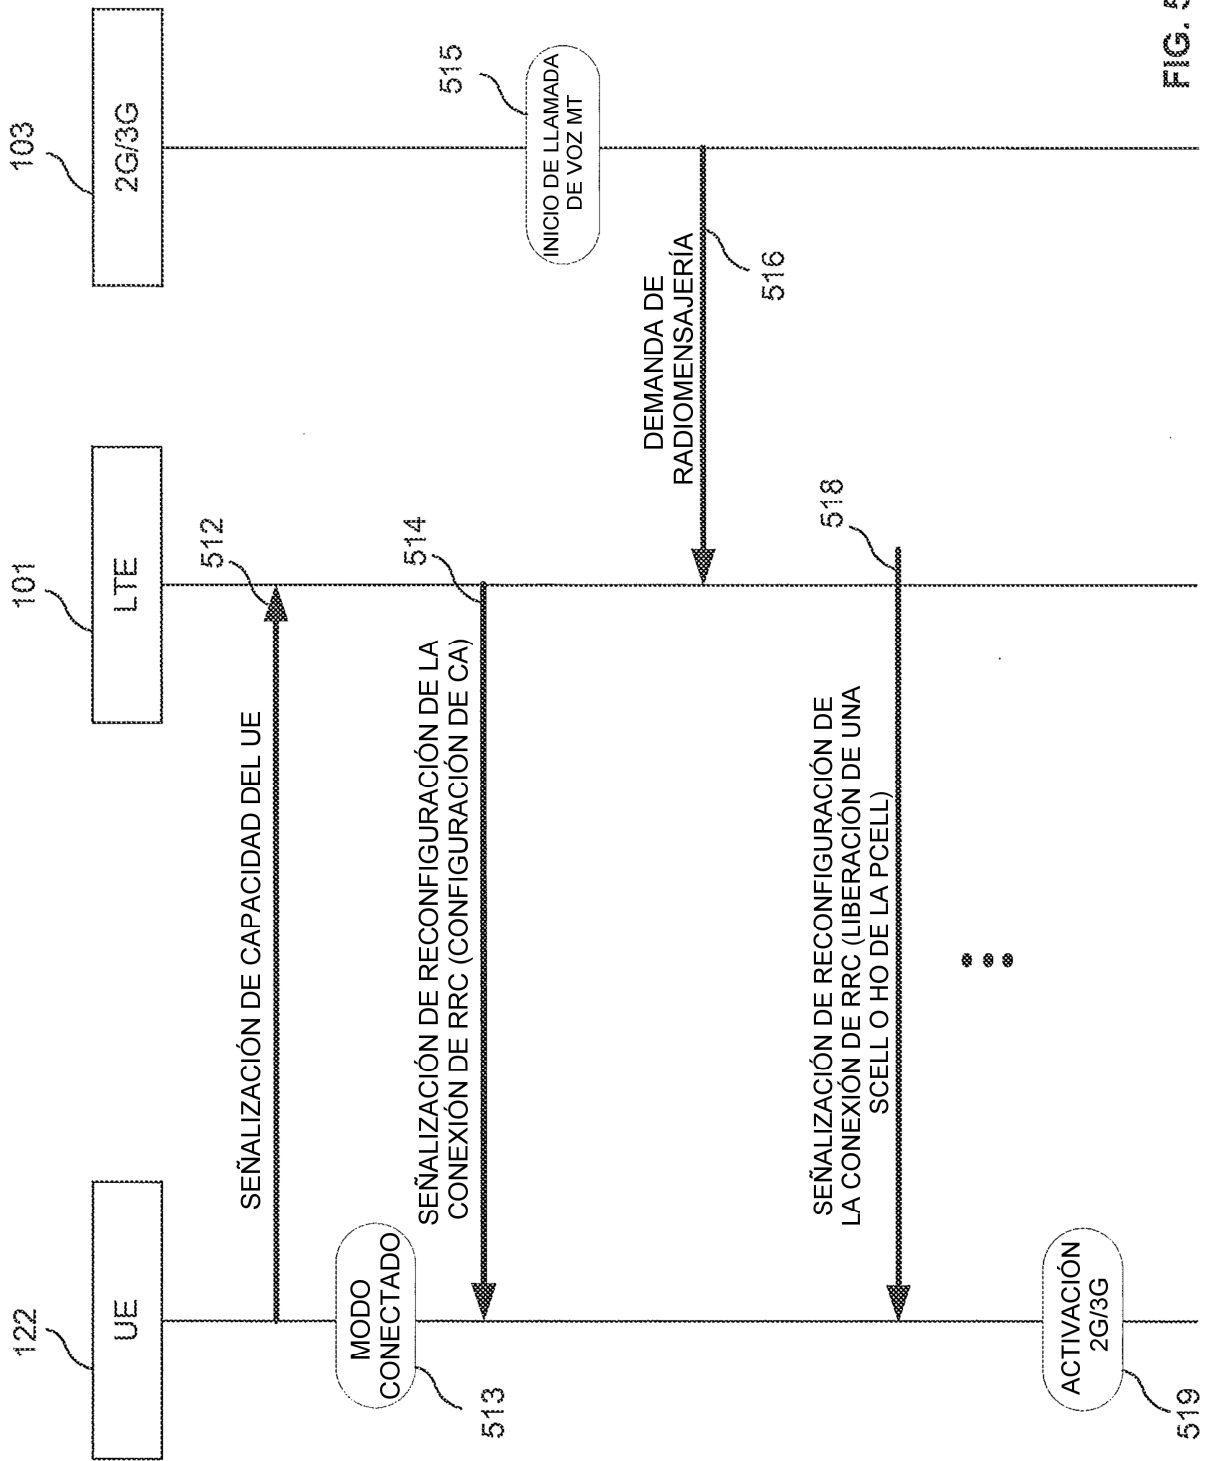 122
UE
101
LTE
103
2G/3G
SEÑALIZACIÓN DE CAPACIDAD DEL UE
512
MODO
CONECTADO
513
SEÑALIZACIÓN DE RECONFIGURACIÓN DE LA
CONEXIÓN DE RRC (CONFIGURACIÓN DE CA)
514
515
INICIO DE LLAMADA
DE VOZ MT
DEMANDA DE
RADIOMENSAJERÍA
516
SEÑALIZACIÓN DE RECONFIGURACIÓN DE
LA CONEXIÓN DE RRC (LIBERACIÓN DE UNA
SCELL O HO DE LA PCELL)
518
ACTIVACIÓN
2G/3G
519
FIG. 5